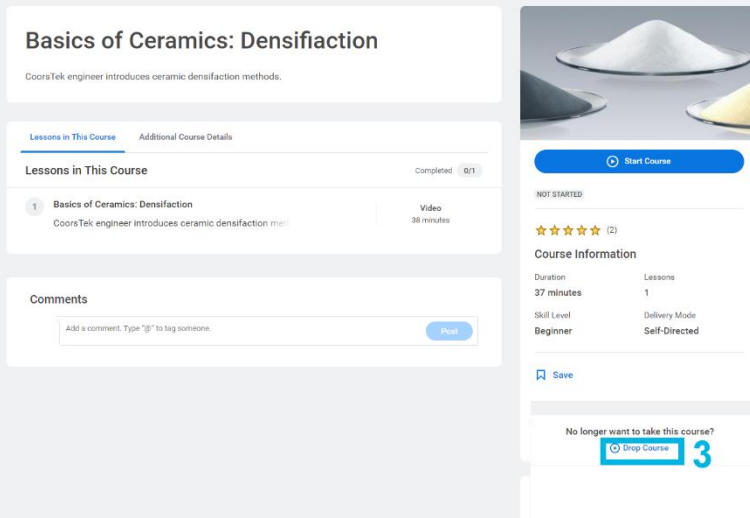 Basics of Ceramics: Densifiaction
CoorsTek engineer introduces ceramic densifaction methods.
Lessons in This Course
Additional Course Details
Lessons in This Course
Completed 0/1
1
Basics of Ceramics: Densifaction
CoorsTek engineer introduces ceramic densifaction met
Video
38 minutes
Comments
Add a comment. Type "@" to tag someone.
Post
Start Course
NOT STARTED
(2)
Course Information
Duration
Lessons
37 minutes
1
Skill Level
Delivery Mode
Beginner
Self-Directed
Save
No longer want to take this course?
Drop Course
3